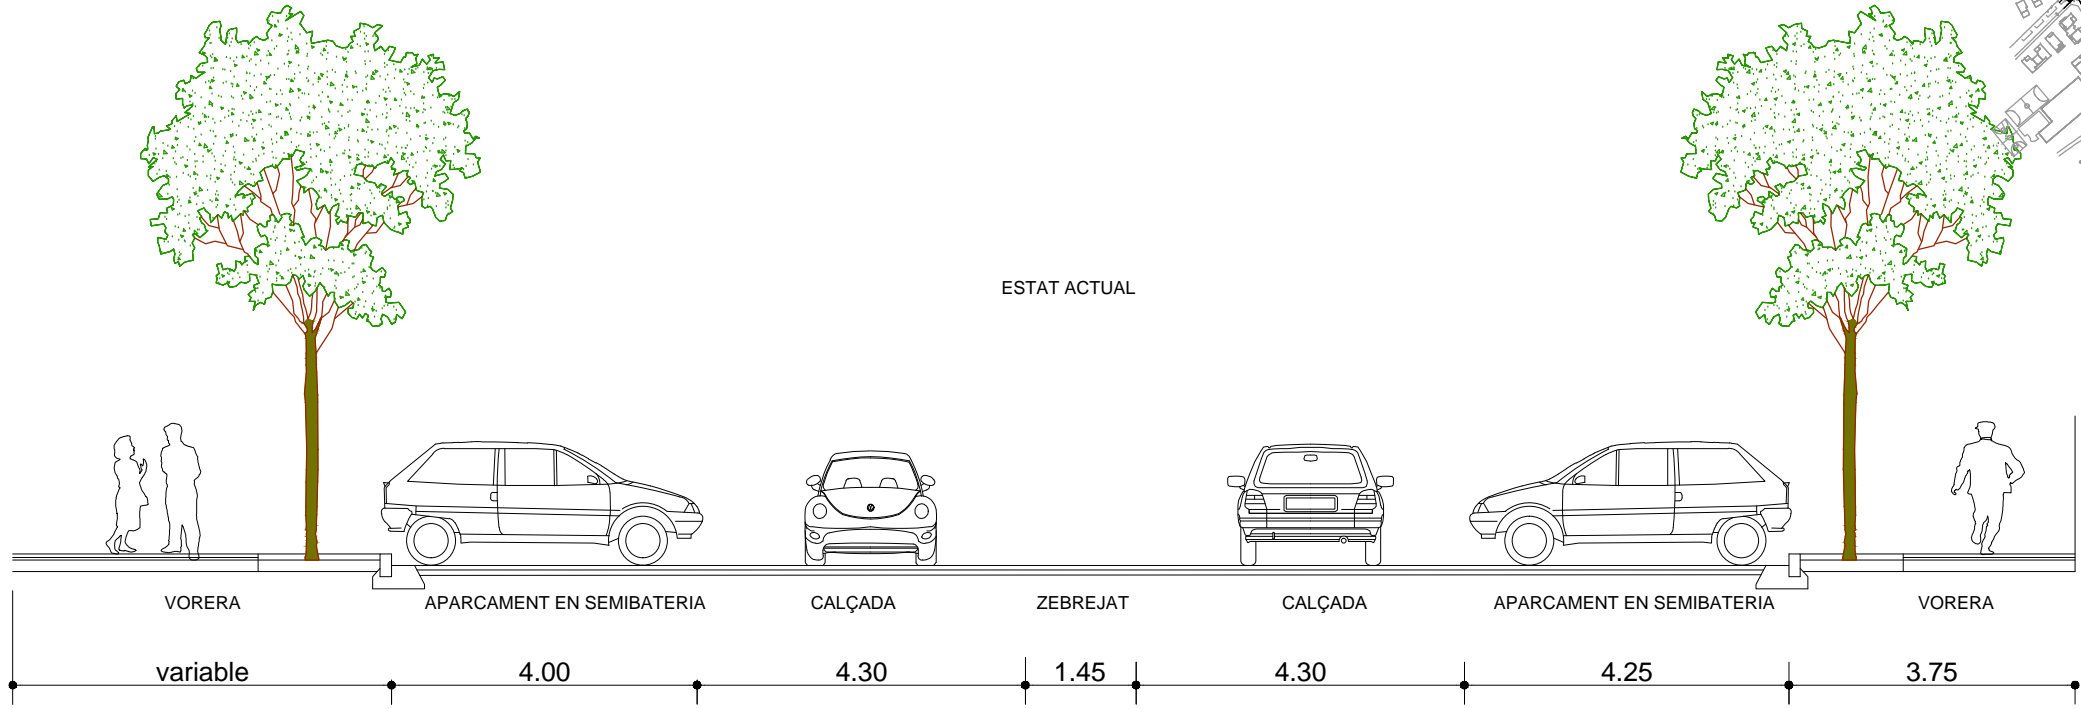 ESTAT ACTUAL
VORERA APARCAMENT EN SEMIBATERIA CALÇADA ZEBREJAT CALÇADA APARCAMENT EN SEMIBATERIA VORERA
variable 4.00 4.30 1.45 4.30 4.25 3.75